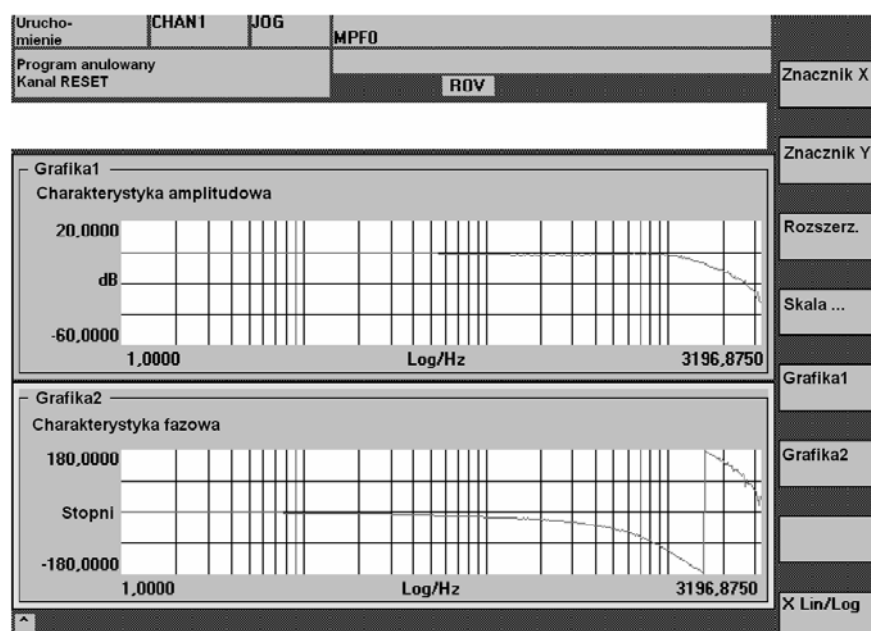 Urucho-
mienie
CHAN1
JOG
MPF0
Program anulowany
Kanal RESET
ROV
Znacznik X
Znacznik Y
Rozszerz.
Skala ...
Grafika1
Grafika2
X Lin/Log
Grafika1
Charakterystyka amplitudowa
20,0000
dB
-60,0000
1,0000
Log/Hz
3196,8750
Grafika2
Charakterystyka fazowa
180,0000
Stopni
-180,0000
1,0000
Log/Hz
3196,8750
^